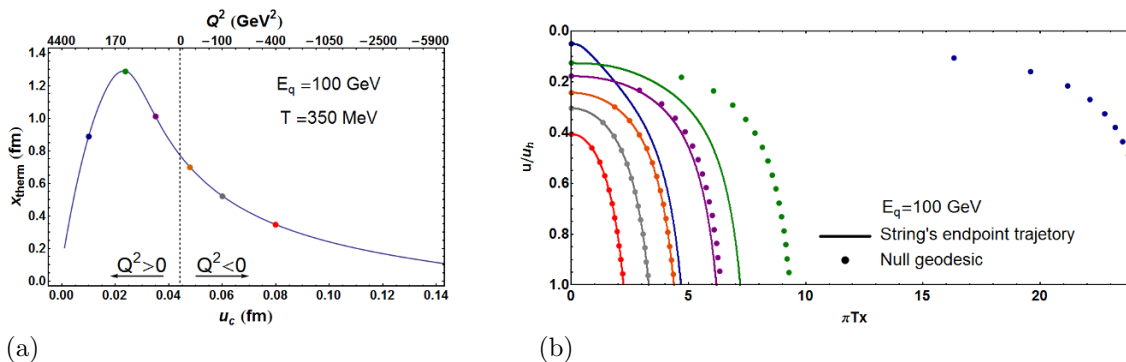 Q² (GeV²)
4400 170 0 -100 -400 -1050 -2500 -5900
1.4
1.2
1.0
0.8
0.6
0.4
0.2
0.0
x_therm (fm)
E_q=100 GeV
T =350 MeV
Q²>0 Q²<0
0.00 0.02 0.04 0.06 0.08 0.10 0.12 0.14
u_c (fm)
(a)
0.0
0.2
0.4
0.6
0.8
1.0
u/u_h
E_q=100 GeV
String's endpoint trajectory
Null geodesic
0 5 10 15 20
πTx
(b)